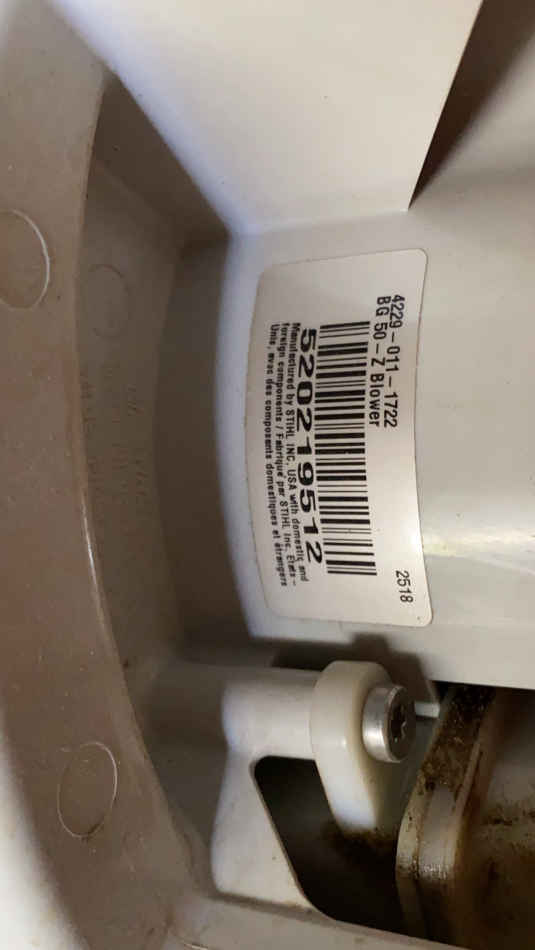 4229-011-1722
BG 50-Z Blower
2518
520219512
Manufactured by STIHL INC, USA with domestic and
foreign components / Fabriqué par STIHL Inc, Etats-
Unis, avec des composants domestiques et étrangers